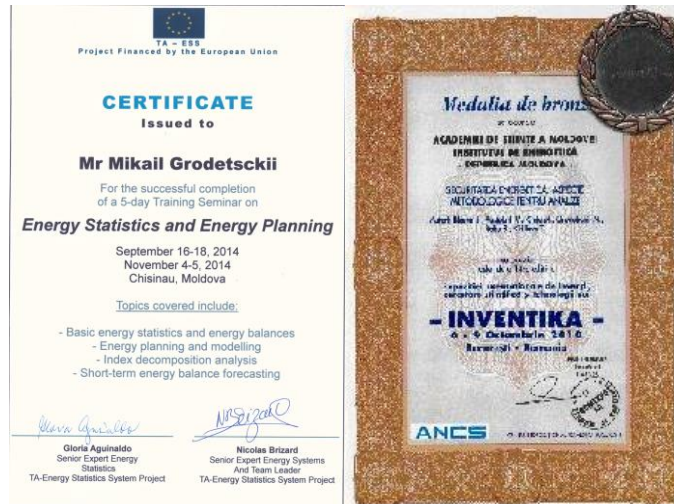 TA - ESS
Project Financed by the European Union
CERTIFICATE
Issued to
Mr Mikail Grodetsckii
For the successful completion
of a 5-day Training Seminar on
Energy Statistics and Energy Planning
September 16-18, 2014
November 4-5, 2014
Chisinau, Moldova
Topics covered include:
- Basic energy statistics and energy balances
- Energy planning and modelling
- Index decomposition analysis
- Short-term energy balance forecasting
Gloria Aguinaldo
Senior Expert Energy
Statistics
TA-Energy Statistics System Project
Nicolas Brizard
Senior Expert Energy Systems
And Team Leader
TA-Energy Statistics System Project
Medalia de bronz
ACADEMIEI DE STIINTE A MOLDOVEI
INSTITUTUL DE ENERGETICA
REPUBLICA MOLDOVA
SECURITATEA ENERGETICA. ASPECTE
METODOLOGICE PENTRU ANALIZE
- INVENTIKA -
6 - 9 Octombrie 2010
Bucuresti - Romania
ANCS